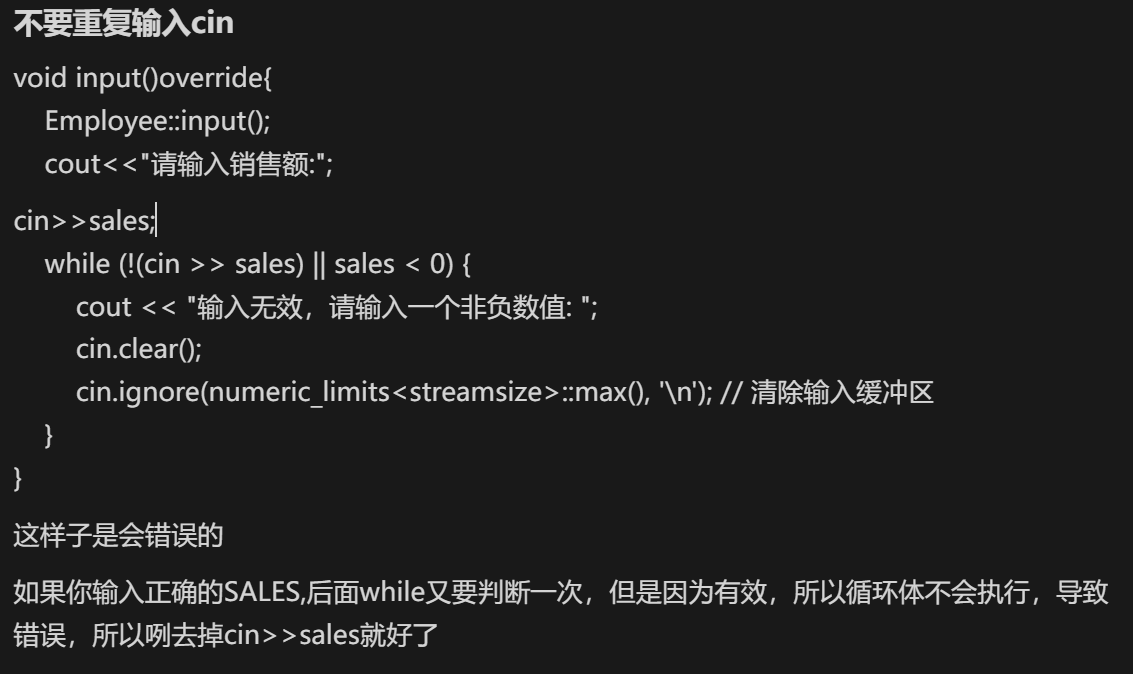 不要重复输入cin
void input()override{
Employee::input();
cout<<"请输入销售额:";
cin>>sales;
while (!(cin >> sales) || sales < 0) {
cout << "输入无效，请输入一个非负数值: ";
cin.clear();
cin.ignore(numeric_limits<streamsize>::max(), '\n'); // 清除输入缓冲区
}
}
这样子是会错误的
如果你输入正确的SALES,后面while又要判断一次，但是因为有效，所以循环体不会执行，导致
错误，所以咧去掉cin>>sales就好了